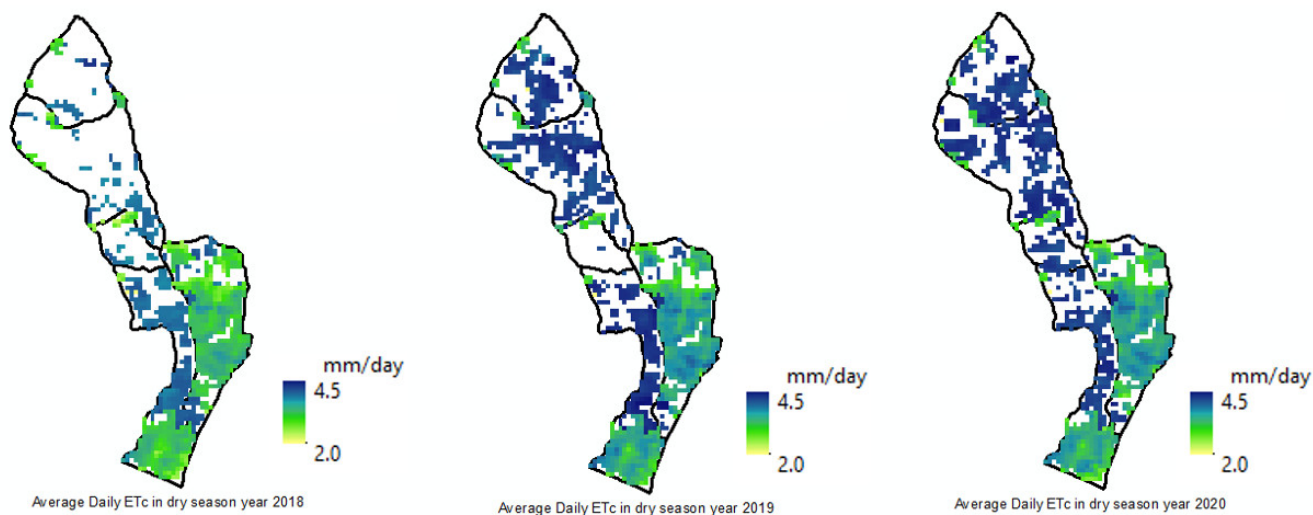 mm/day
4.5
2.0
Average Daily ETc in dry season year 2018
mm/day
4.5
2.0
Average Daily ETc in dry season year 2019
mm/day
4.5
2.0
Average Daily ETc in dry season year 2020